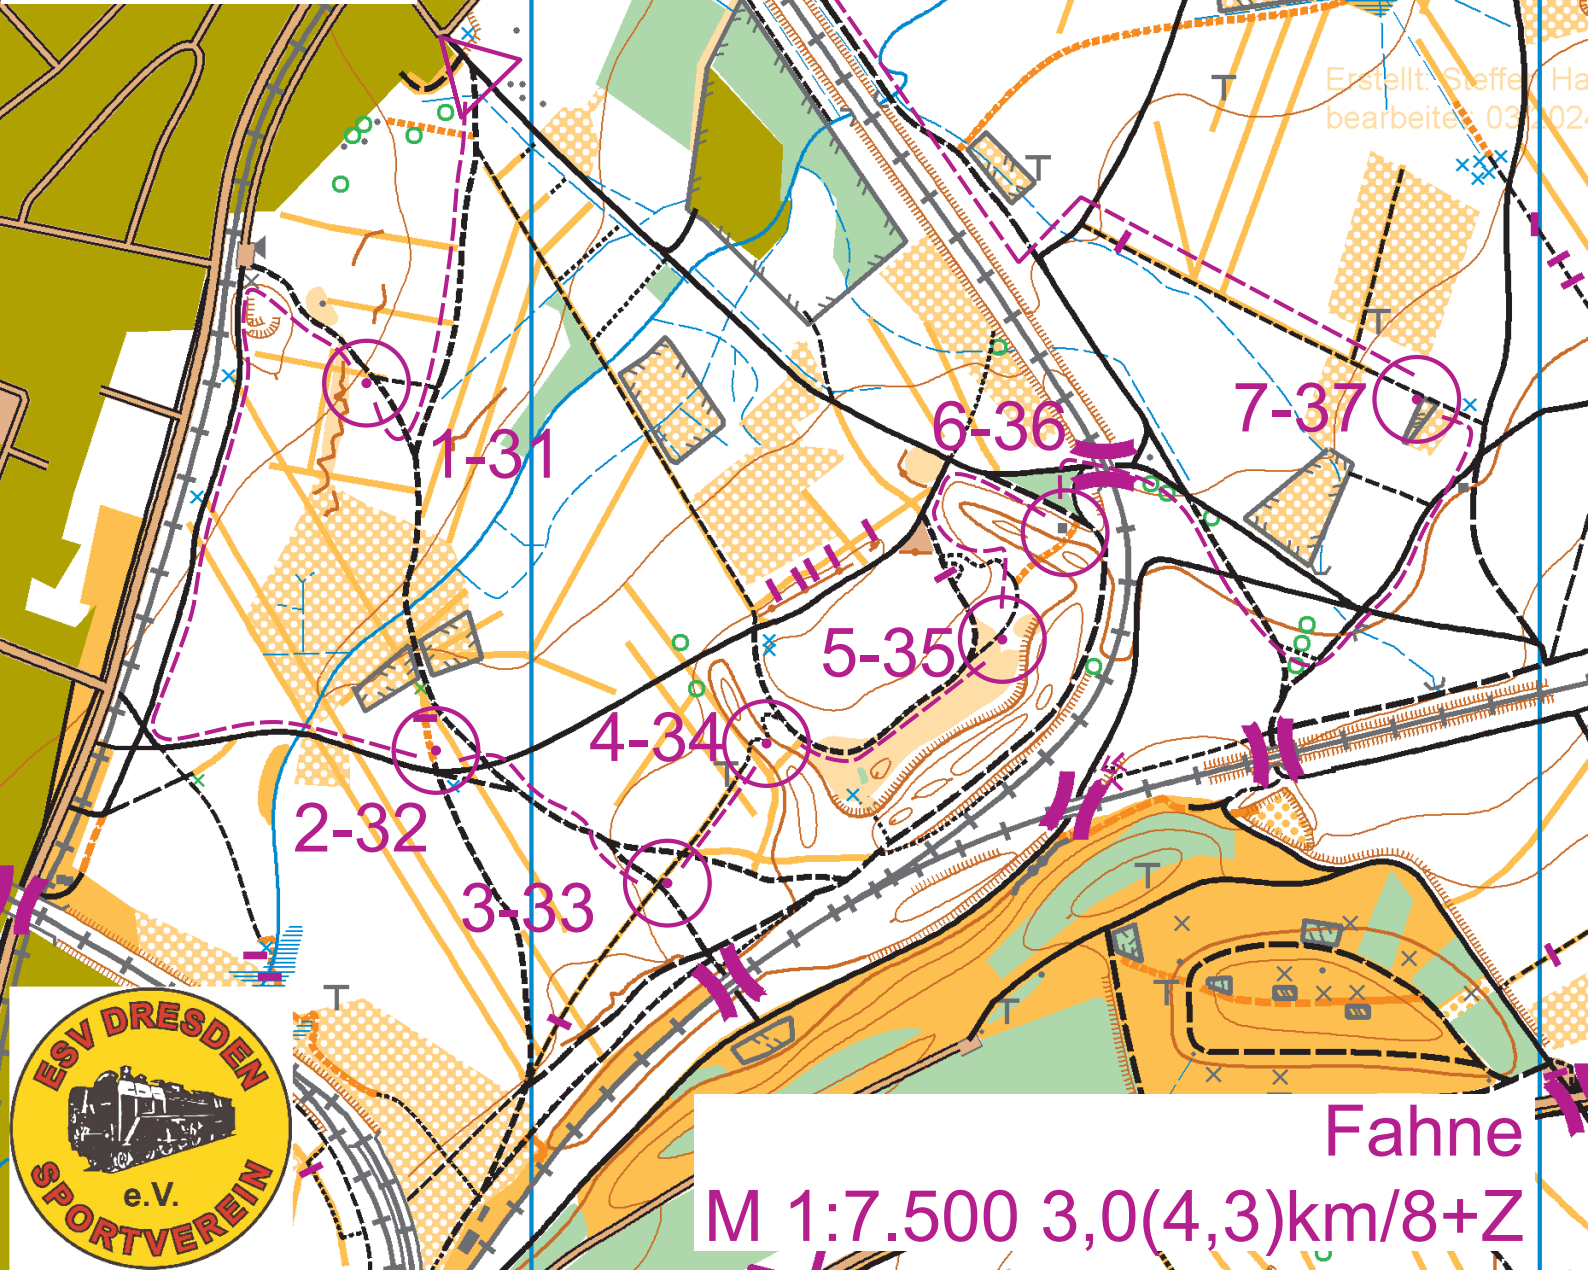 Erstellt: Steffen Ha
bearbeitet 03/202
1-31
6-36
7-37
5-35
4-34
2-32
3-33
ESV DRESDEN
e.V.
SPORTVEREIN
Fahne
M 1:7.500 3,0(4,3)km/8+Z